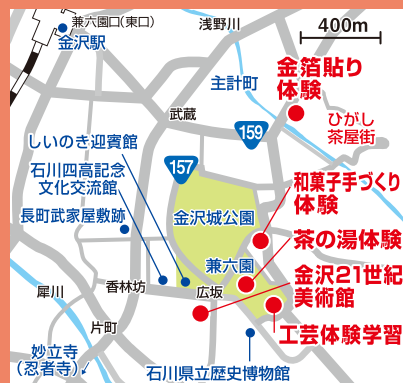 兼六園口(東口)
金沢駅
浅野川
400m
主計町
金箔貼り
体験
武蔵
ひがし
茶屋街
159
しいのき迎賓館
157
石川四高記念
文化交流館
和菓子手づくり
体験
長町武家屋敷跡
金沢城公園
茶の湯体験
兼六園
犀川
香林坊
広坂
金沢21世紀
美術館
片町
工芸体験学習
妙立寺
(忍者寺)
石川県立歴史博物館